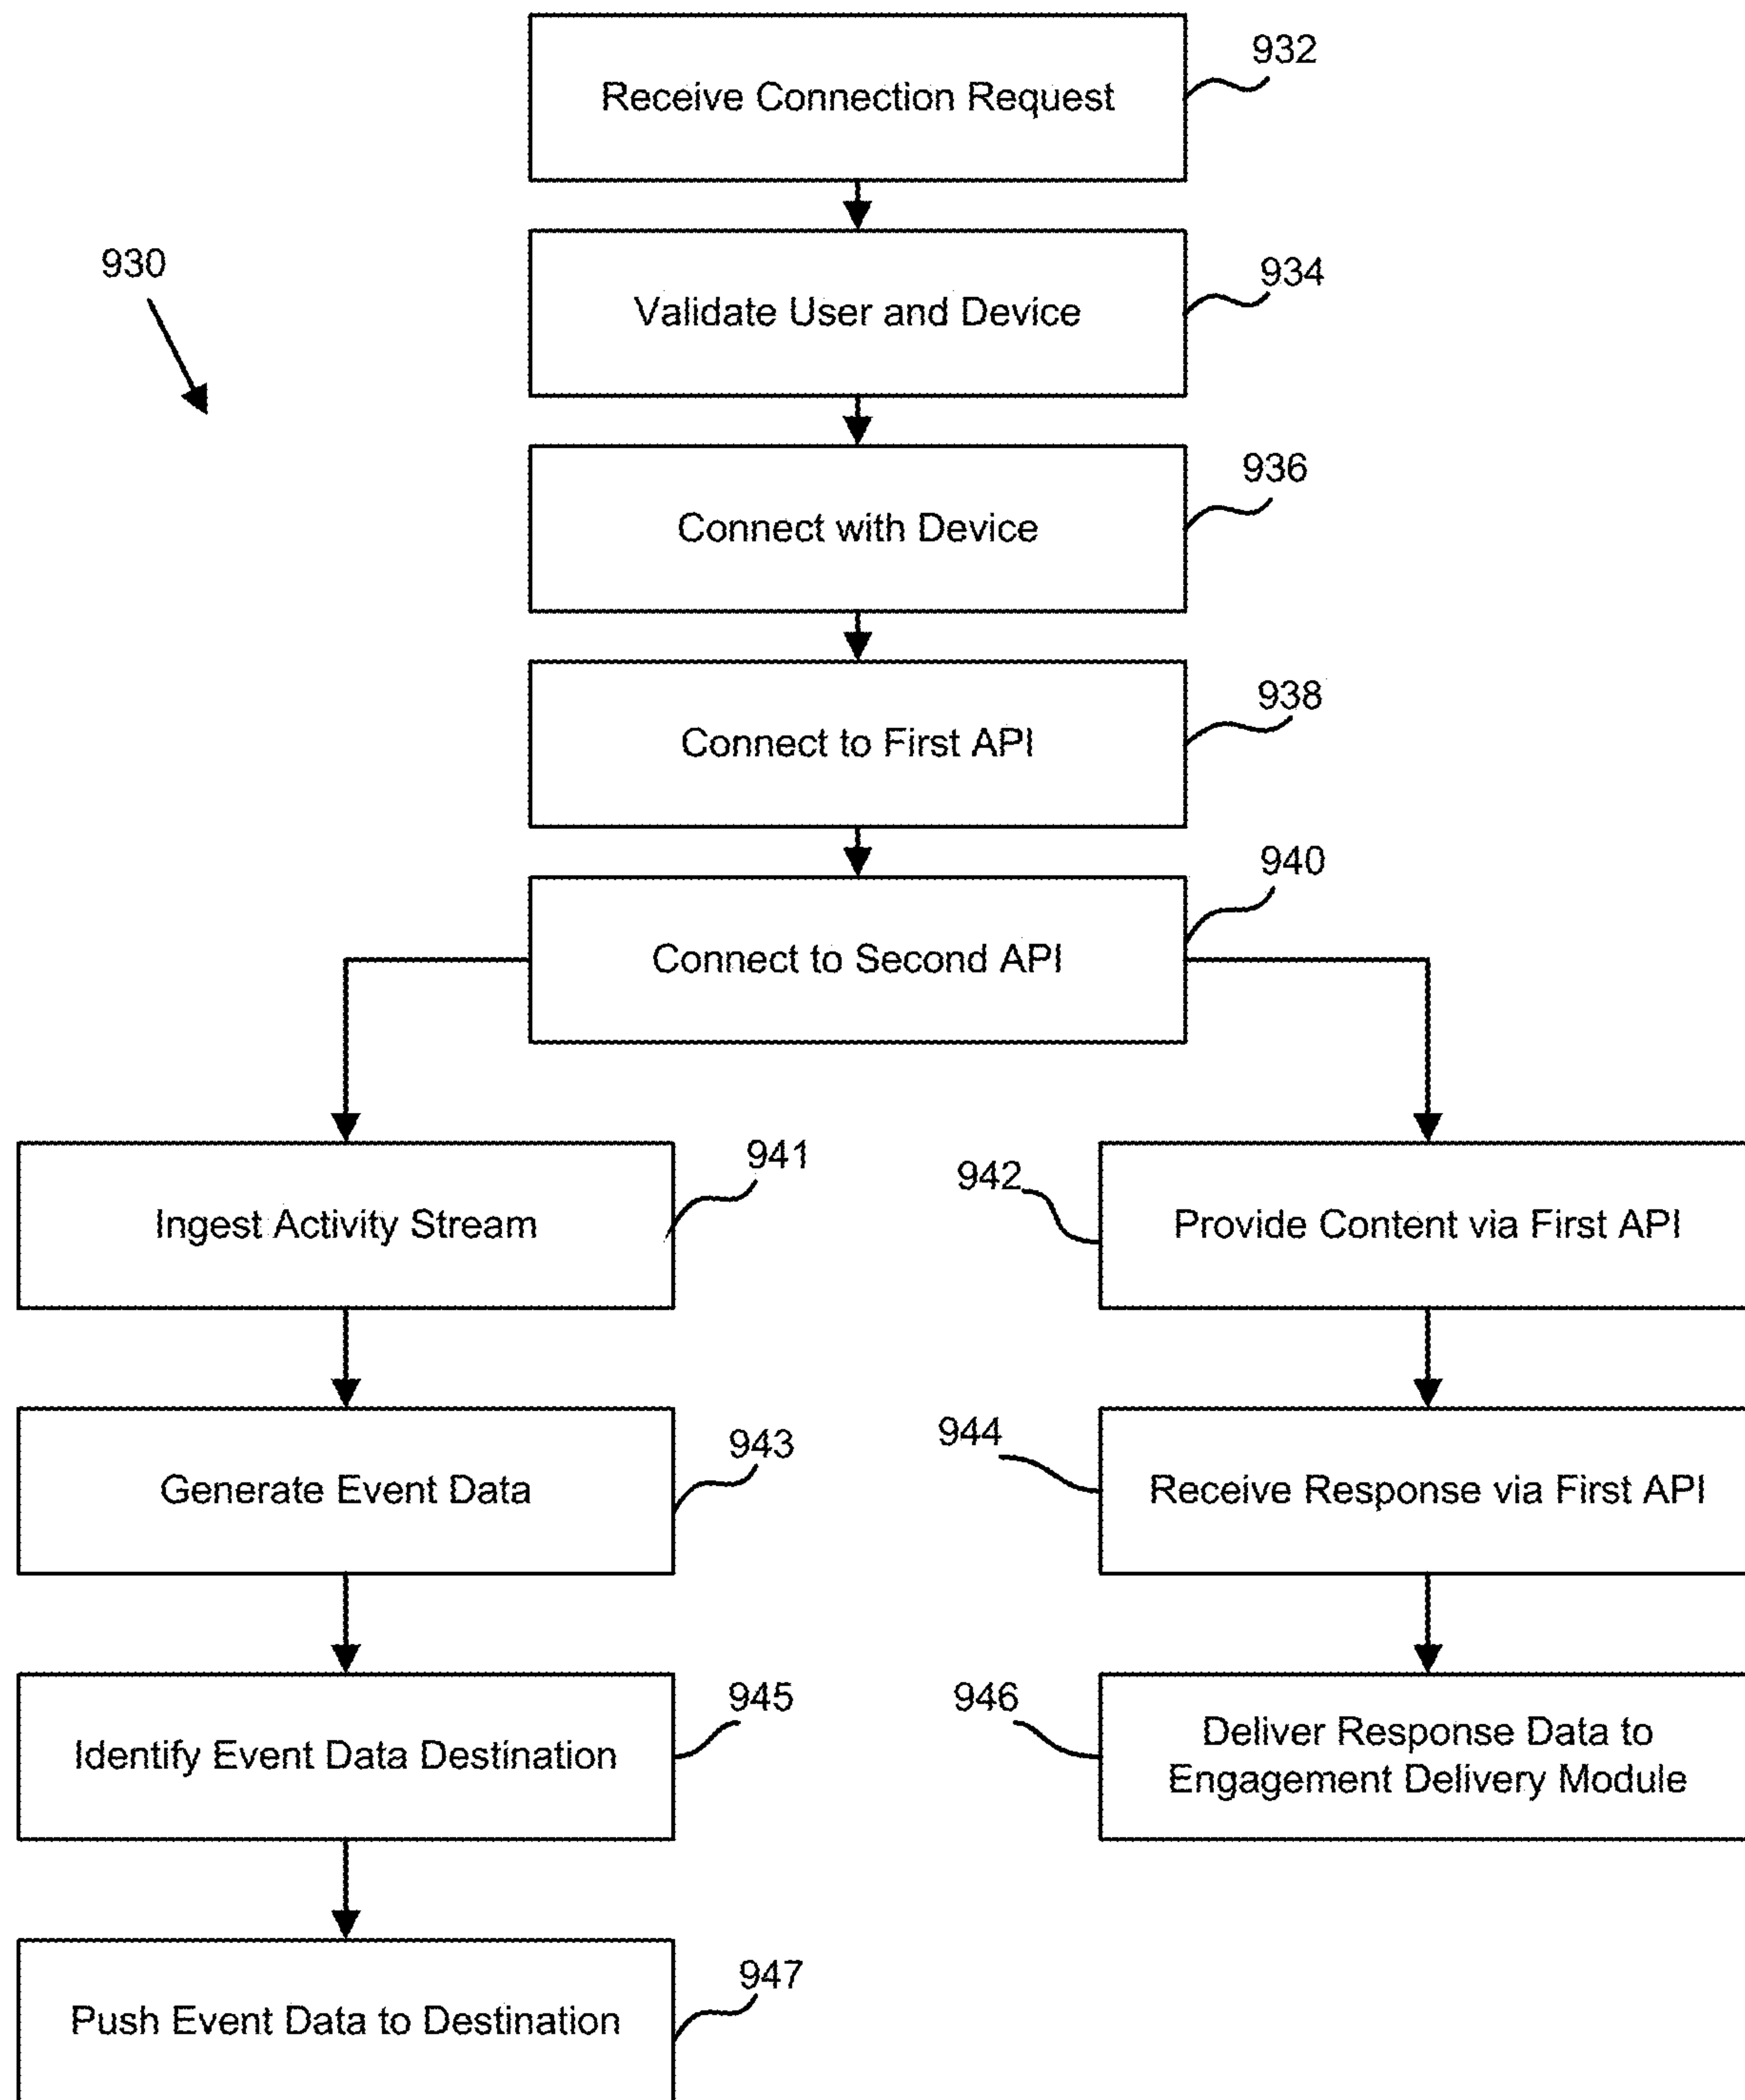 Receive Connection Request
932
930
Validate User and Device
934
Connect with Device
936
Connect to First API
938
Connect to Second API
940
Ingest Activity Stream
941
942
Provide Content via First API
Generate Event Data
943
944
Receive Response via First API
Identify Event Data Destination
945
946
Deliver Response Data to
Engagement Delivery Module
Push Event Data to Destination
947